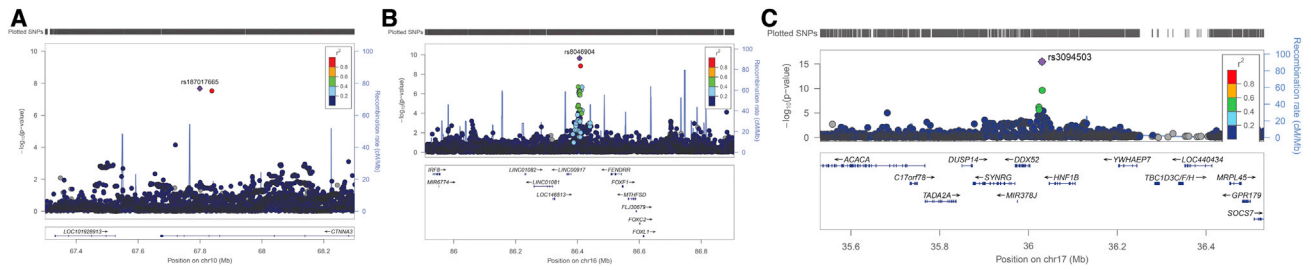 A
Plotted SNPs
rs187017665
r²
0.8
0.6
0.4
0.2
10
8
6
4
2
0
−log10(p−value)
100
80
60
40
20
0
Recombination rate (cM/Mb)
LOC101928913→
←CTNNA3
67.4 67.6 67.8 68 68.2
Position on chr10 (Mb)
B
Plotted SNPs
rs8046904
r²
0.8
0.6
0.4
0.2
10
8
6
4
2
0
−log10(p−value)
100
80
60
40
20
0
Recombination rate (cM/Mb)
IRF8→ LINC01082→ ←LINC00917 ←FENDRR
MIR6774→ ←LINC01081 FOXF1→
LOC146513→ ←MTHFSD
FLJ30679→
FOXC2→
FOXL1→
86 86.2 86.4 86.6 86.8
Position on chr16 (Mb)
C
Plotted SNPs
rs3094503
r²
0.8
0.6
0.4
0.2
15
10
5
0
−log10(p−value)
100
80
60
40
20
0
Recombination rate (cM/Mb)
←ACACA DUSP14→ ←DDX52 ←YWHAEP7 LOC440434
C17orf78→ ←SYNRG ←HNF1B TBC1D3C/F/H MRPL45→
TADA2A→ MIR378J GPR179
SOCS7→
35.6 35.8 36 36.2 36.4
Position on chr17 (Mb)